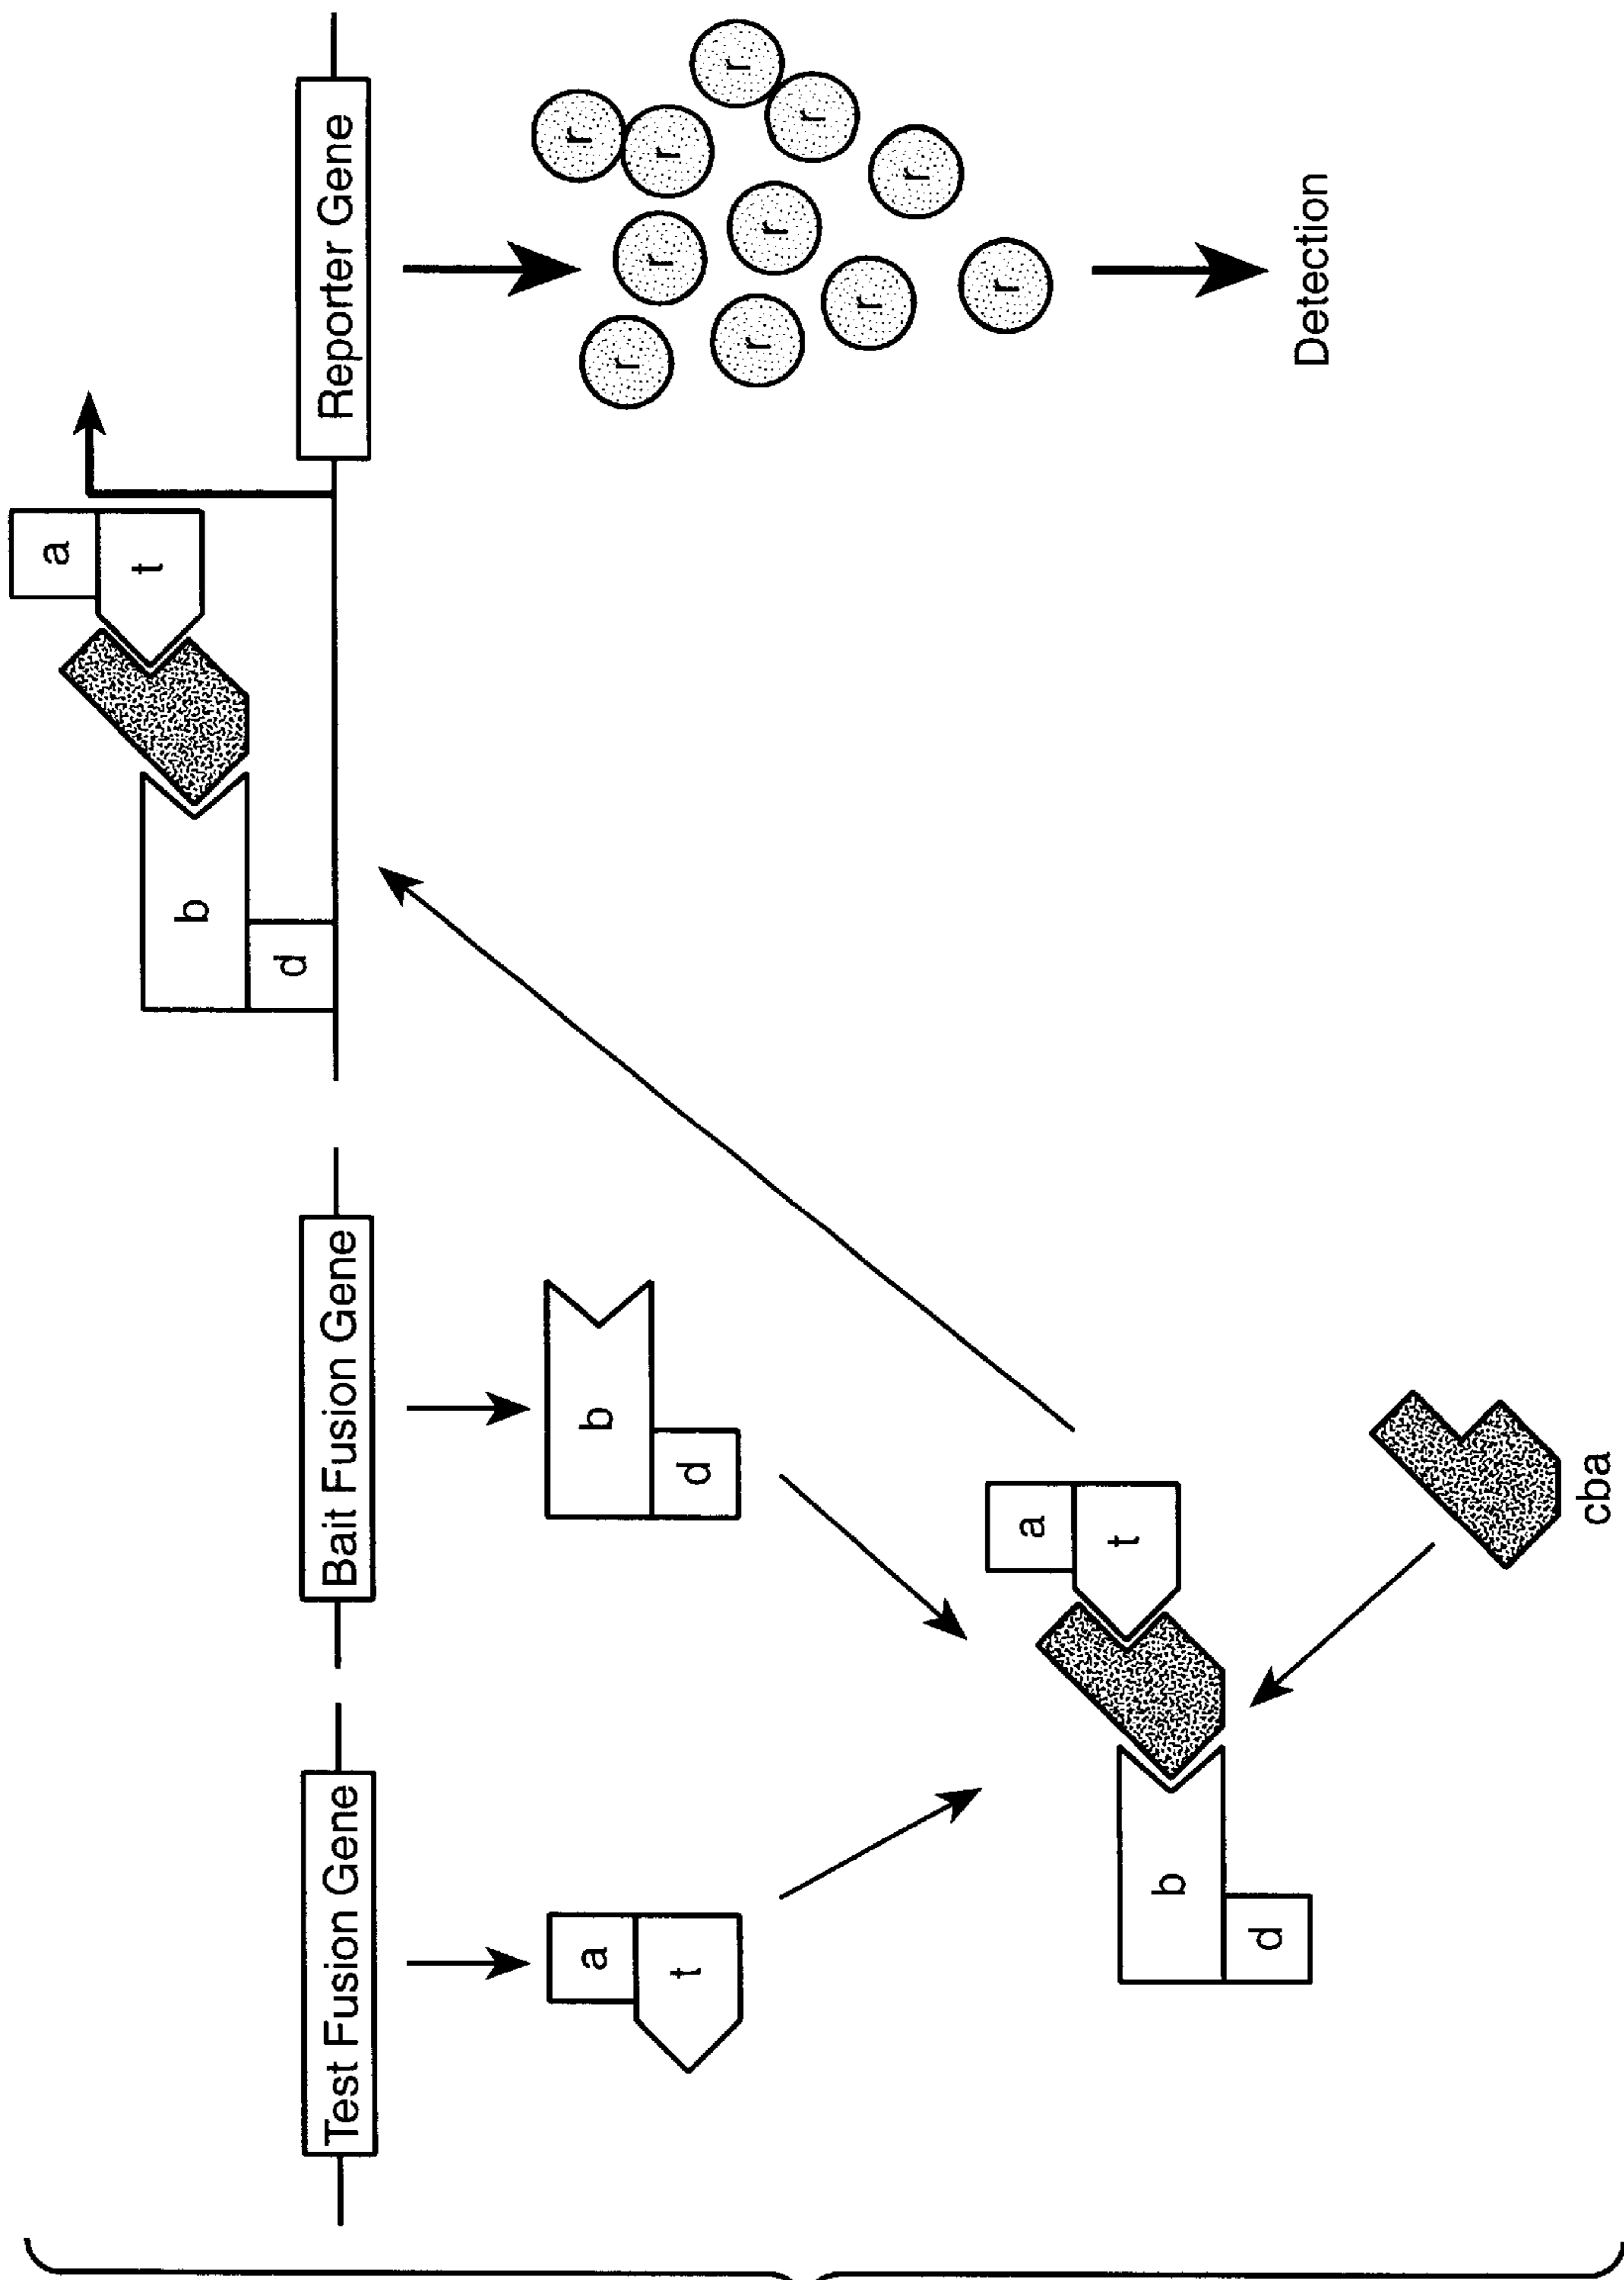 a
t
b
d
Test Fusion Gene
Bait Fusion Gene
Reporter Gene
a
t
b
d
r
r
r
r
r
r
r
r
r
r
r
a
t
b
d
Detection
cba